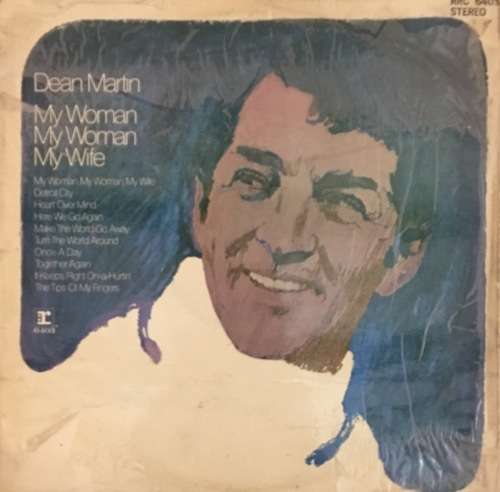 STEREO
Dean Martin
My Woman
My Woman
My Wife
My Woman, My Woman, My Wife
Detroit City
Heart Over Mind
Here We Go Again
Make The World Go Away
Turn The World Around
Once A Day
Together Again
It Keeps Right On a-Hurtin'
The Tips Of My Fingers